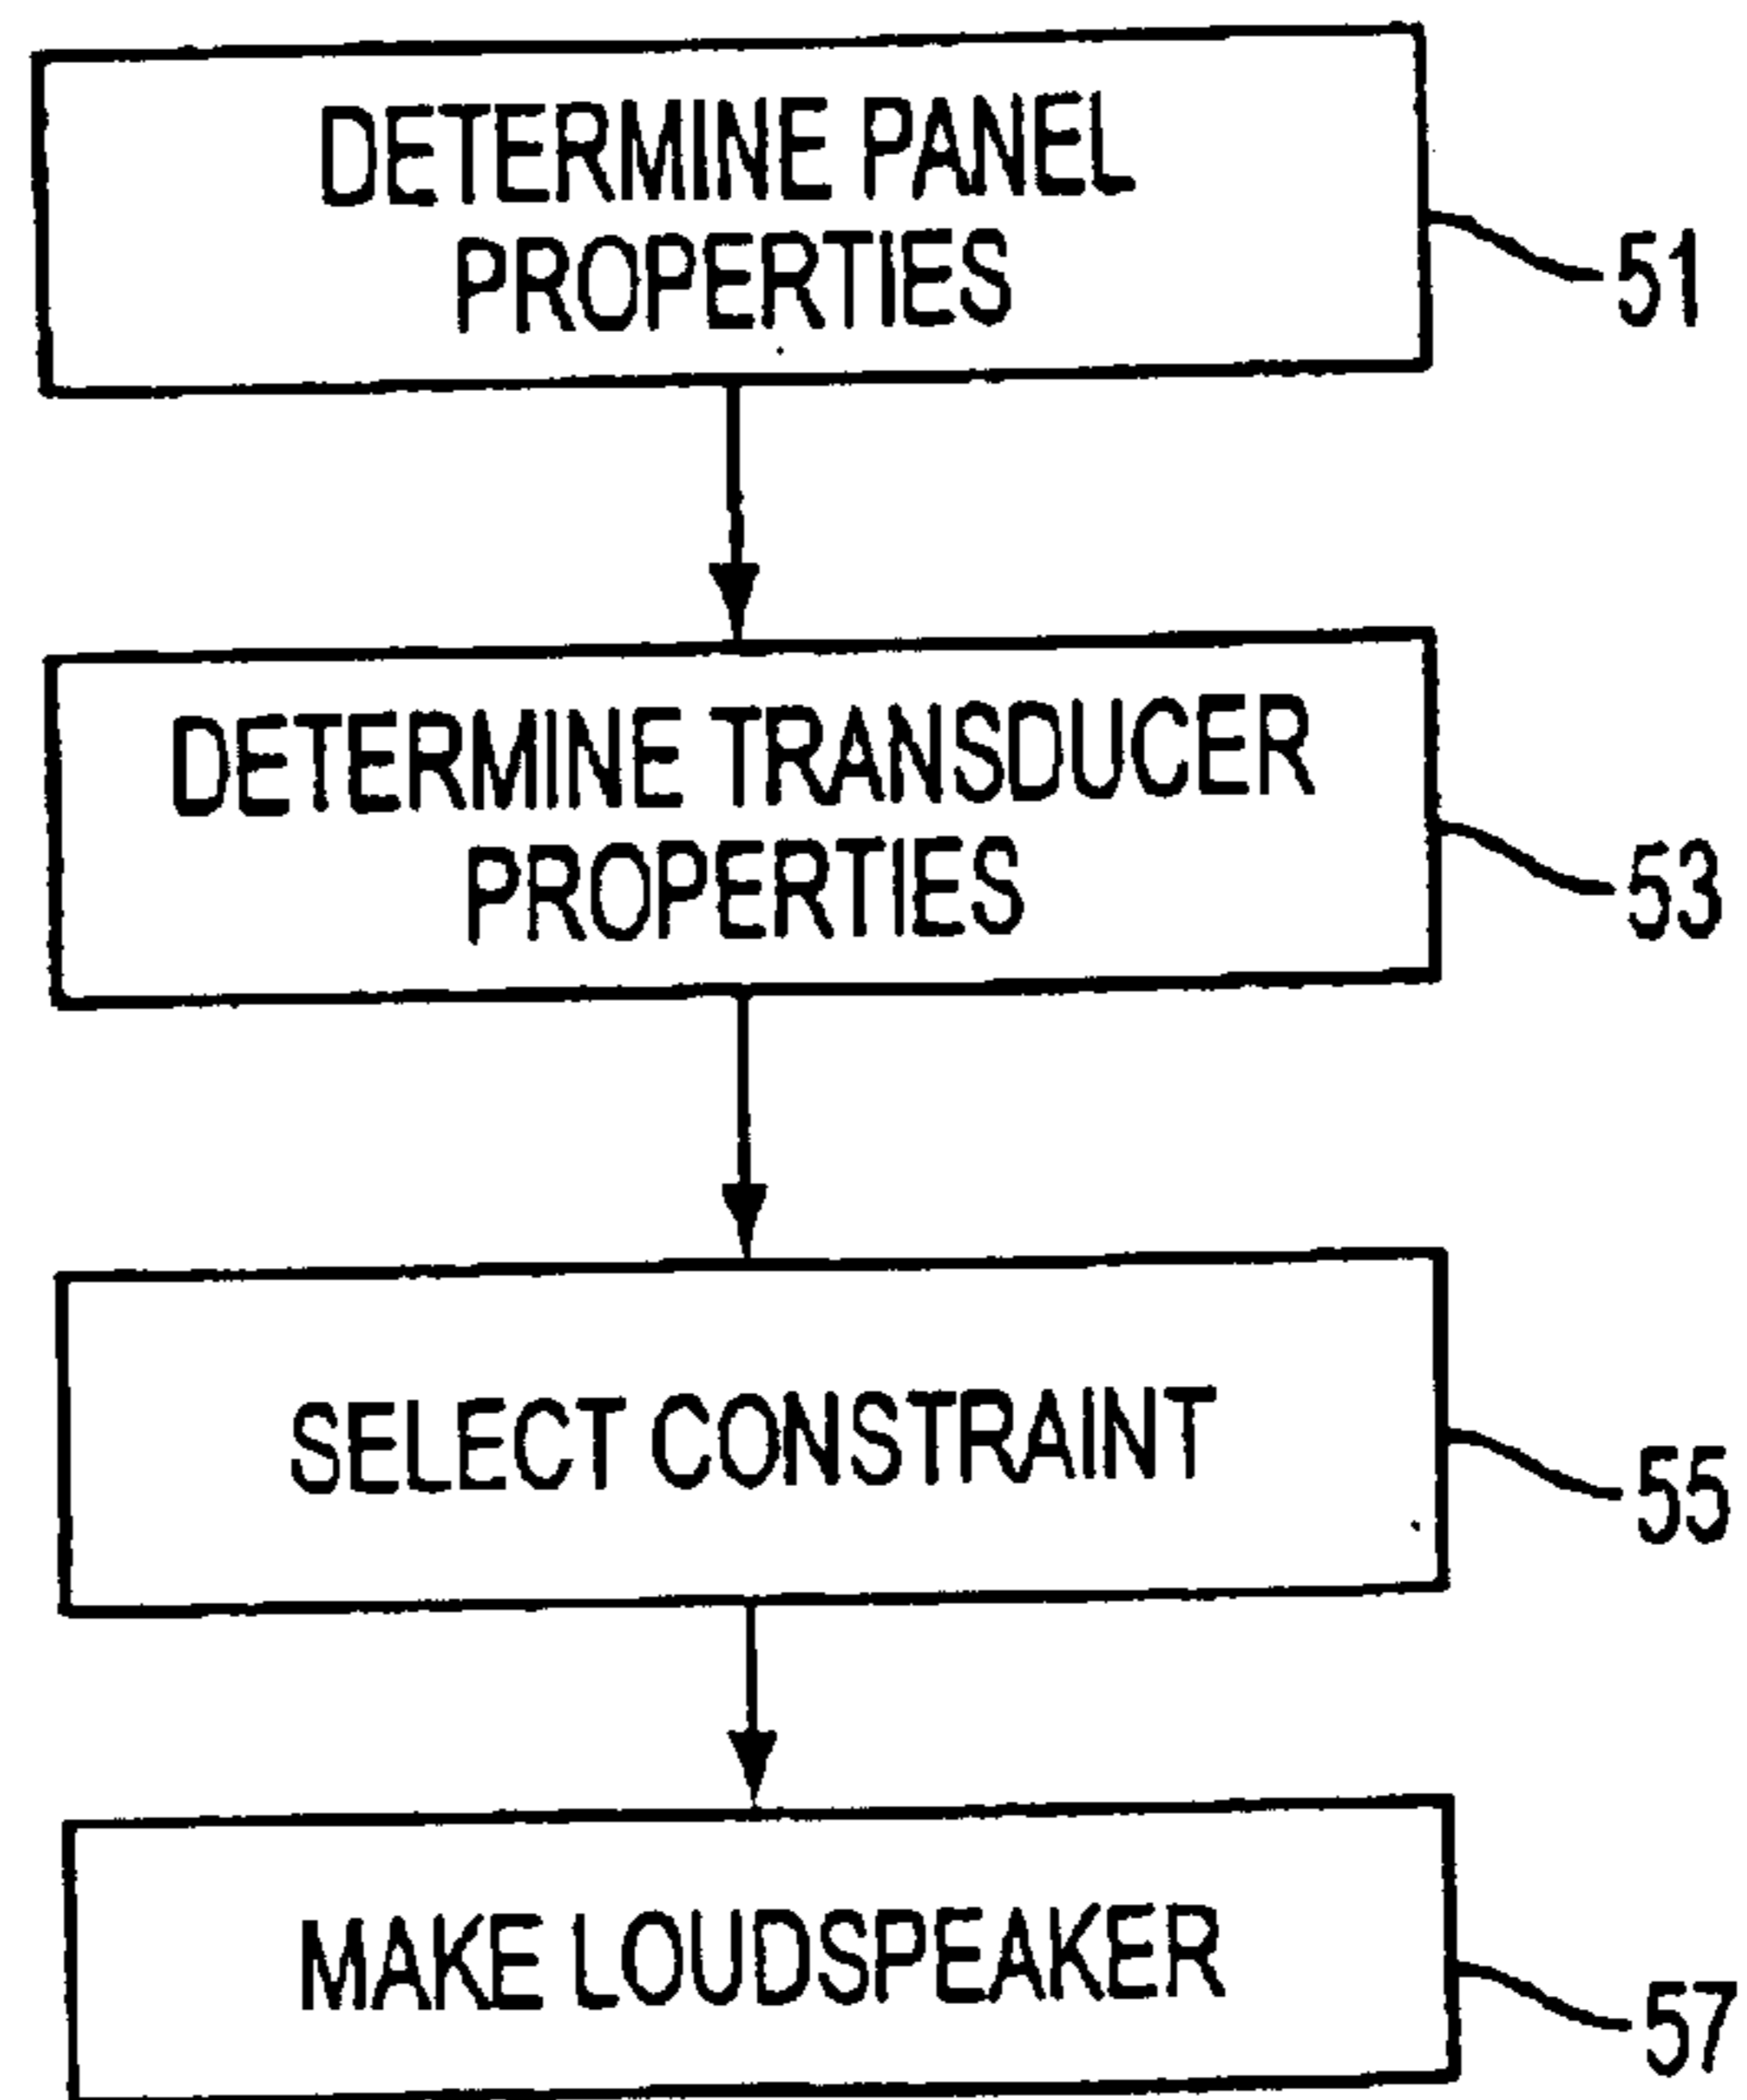 DETERMINE PANEL
PROPERTIES
51
DETERMINE TRANSDUCER
PROPERTIES
53
SELECT CONSTRAINT
55
MAKE LOUDSPEAKER
57